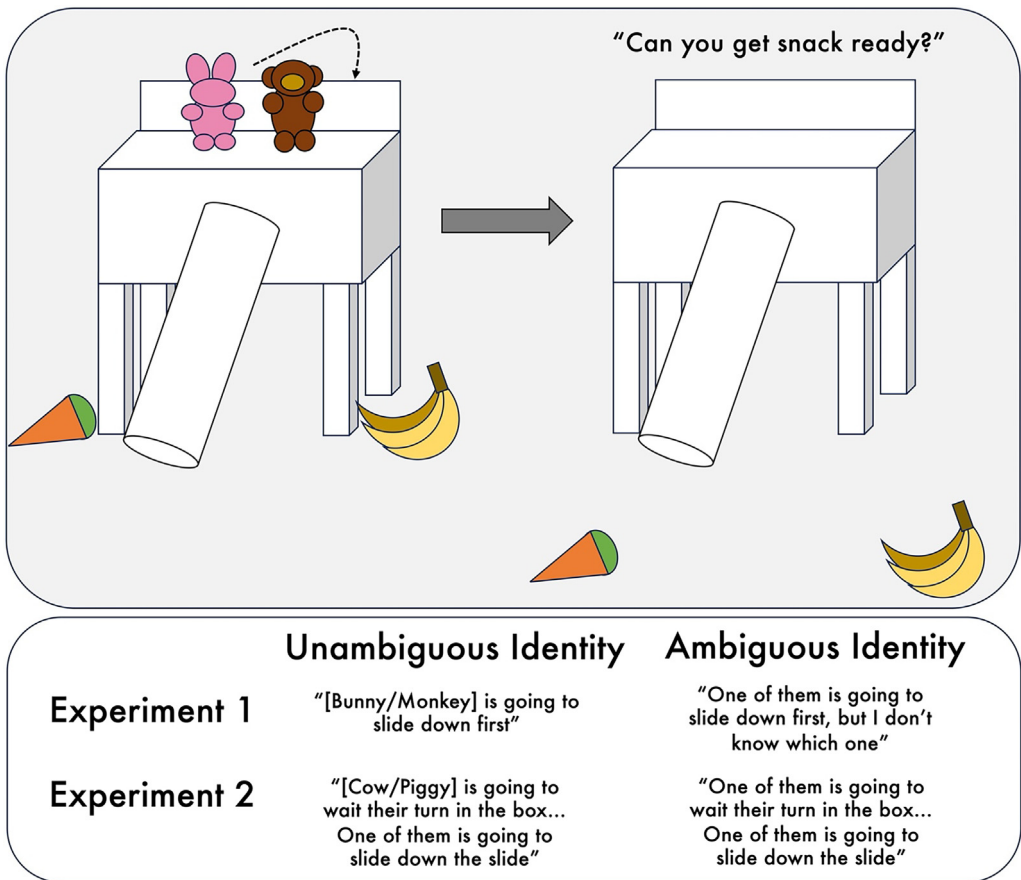 “Can you get snack ready?”
Unambiguous Identity
Ambiguous Identity
Experiment 1
“[Bunny/Monkey] is going to
slide down first”
“One of them is going to
slide down first, but I don’t
know which one”
Experiment 2
“[Cow/Piggy] is going to
wait their turn in the box...
One of them is going to
slide down the slide”
“One of them is going to
wait their turn in the box...
One of them is going to
slide down the slide”